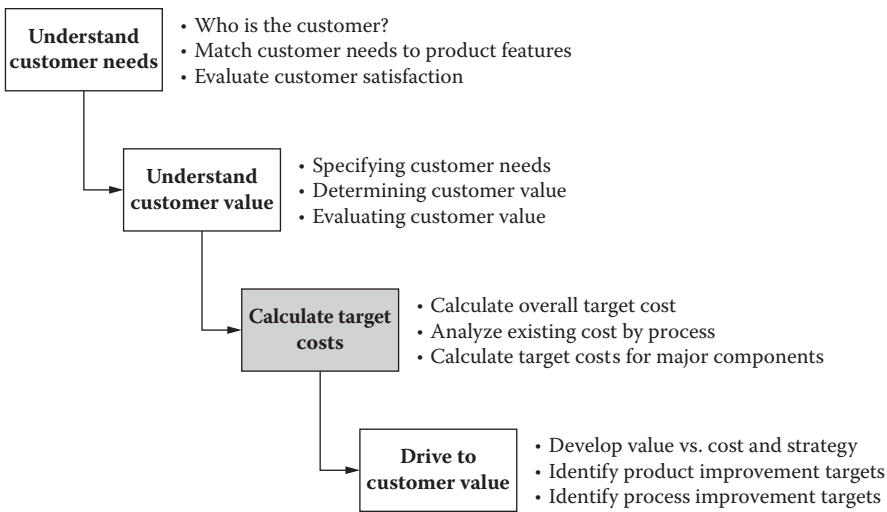 Understand
customer needs
• Who is the customer?
• Match customer needs to product features
• Evaluate customer satisfaction
Understand
customer value
• Specifying customer needs
• Determining customer value
• Evaluating customer value
Calculate target
costs
• Calculate overall target cost
• Analyze existing cost by process
• Calculate target costs for major components
Drive to
customer value
• Develop value vs. cost and strategy
• Identify product improvement targets
• Identify process improvement targets